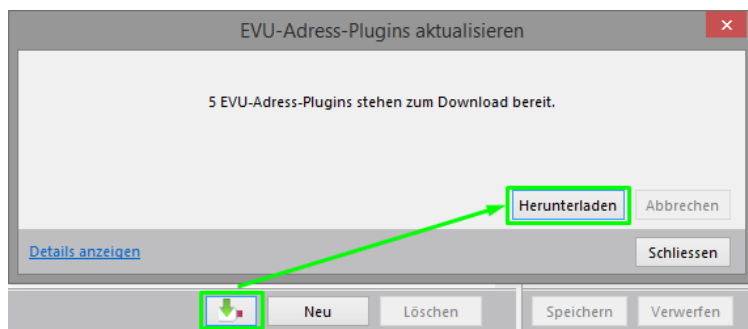 EVU-Adress-Plugins aktualisieren
5 EVU-Adress-Plugins stehen zum Download bereit.
Herunterladen Abbrechen
Details anzeigen Schliessen
Neu Löschen Speichern Verwerfen